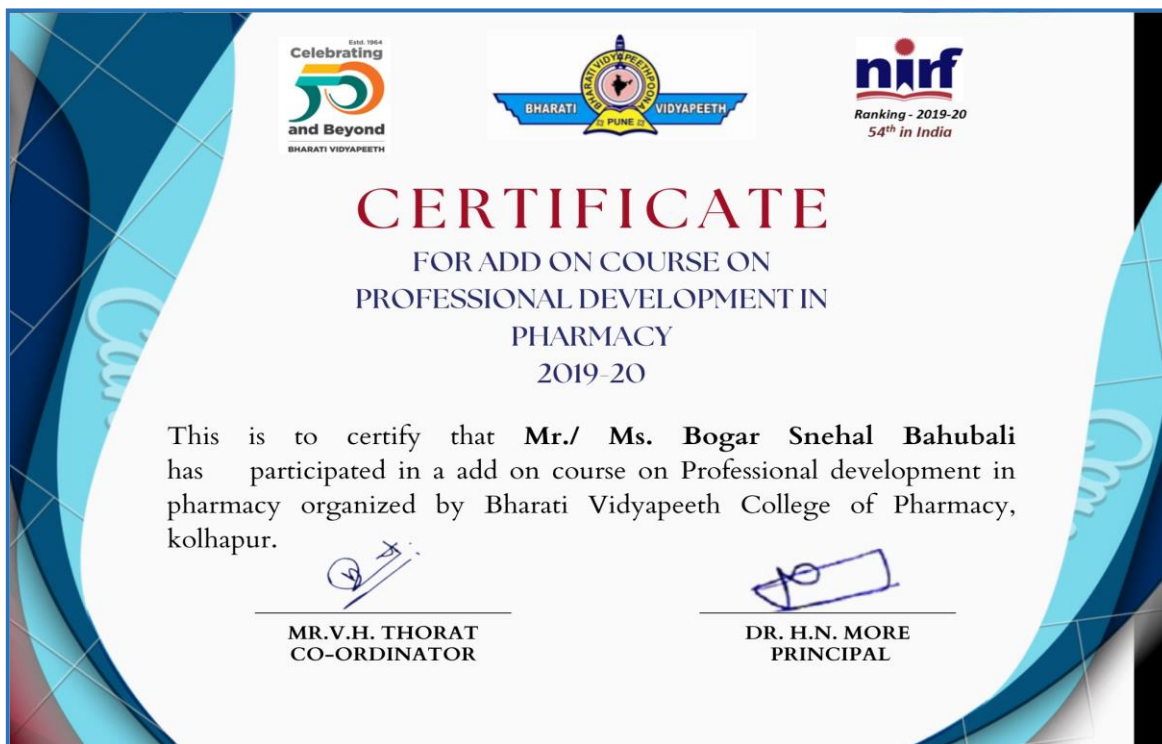 Estd. 1964
Celebrating
50
and Beyond
BHARATI VIDYAPEETH
BHARATI VIDYAPEETH POONA
BHARATI VIDYAPEETH
PUNE
nirf
Ranking - 2019-20
54th in India
CERTIFICATE
FOR ADD ON COURSE ON
PROFESSIONAL DEVELOPMENT IN
PHARMACY
2019-20
This is to certify that Mr./ Ms. Bogar Snehal Bahubali
has participated in a add on course on Professional development in
pharmacy organized by Bharati Vidyapeeth College of Pharmacy,
kolhapur.
MR.V.H. THORAT
CO-ORDINATOR
DR. H.N. MORE
PRINCIPAL